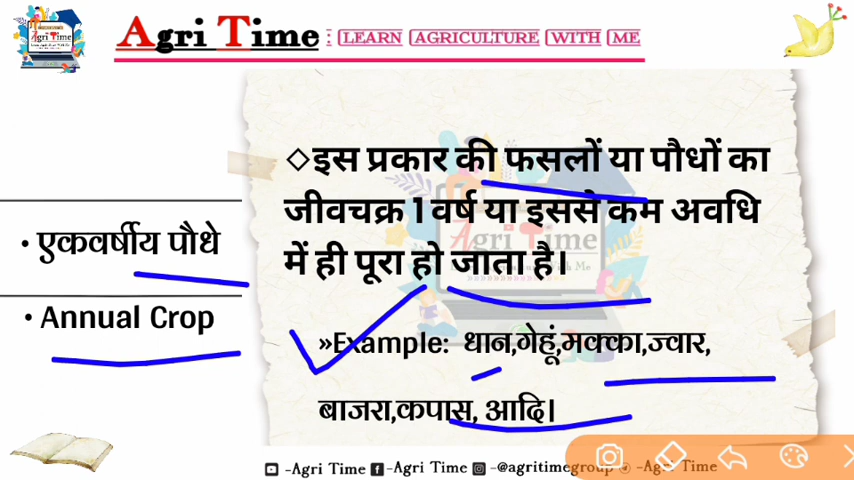 Agri Time
LEARN AGRICULTURE WITH ME
◇इस प्रकार की फसलों या पौधों का
जीवचक्र 1 वर्ष या इससे कम अवधि
में ही पूरा हो जाता है।
• एकवर्षीय पौधे
• Annual Crop
»Example: धान,गेहूं,मक्का,ज्वार,
बाजरा,कपास, आदि।
-Agri Time -Agri Time -@agritimegroup -Agri Time